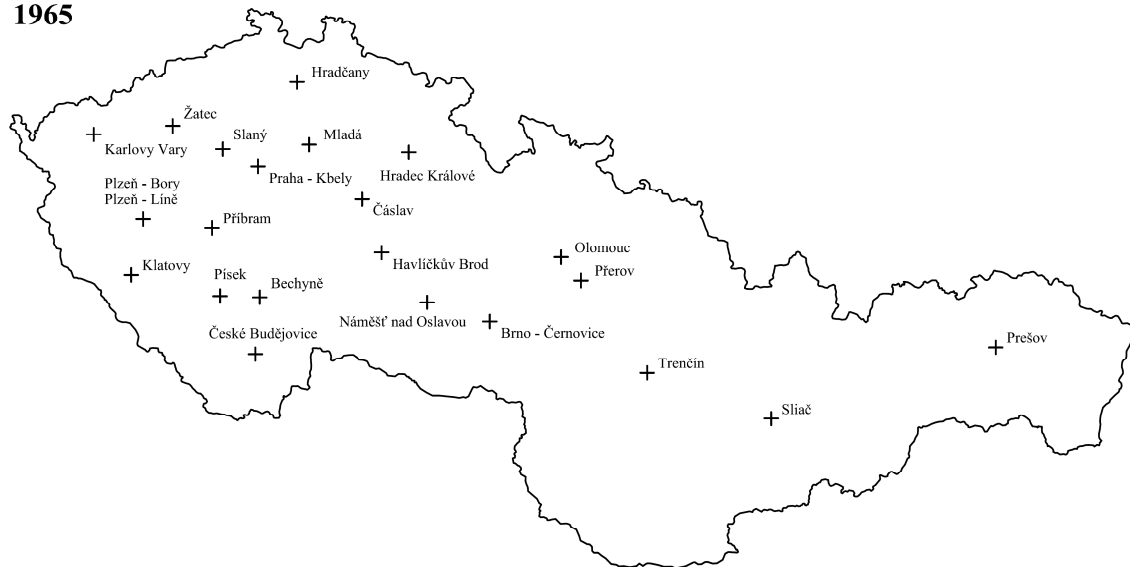 1965
Hradčany
Žatec
Slaný
Mladá
Karlovy Vary
Praha - Kbely
Hradec Králové
Plzeň - Bory
Plzeň - Líně
Čáslav
Příbram
Olomouc
Havlíčkův Brod
Klatovy
Přerov
Písek
Bechyně
Náměšť nad Oslavou
České Budějovice
Brno - Černovice
Prešov
Trenčín
Sliač